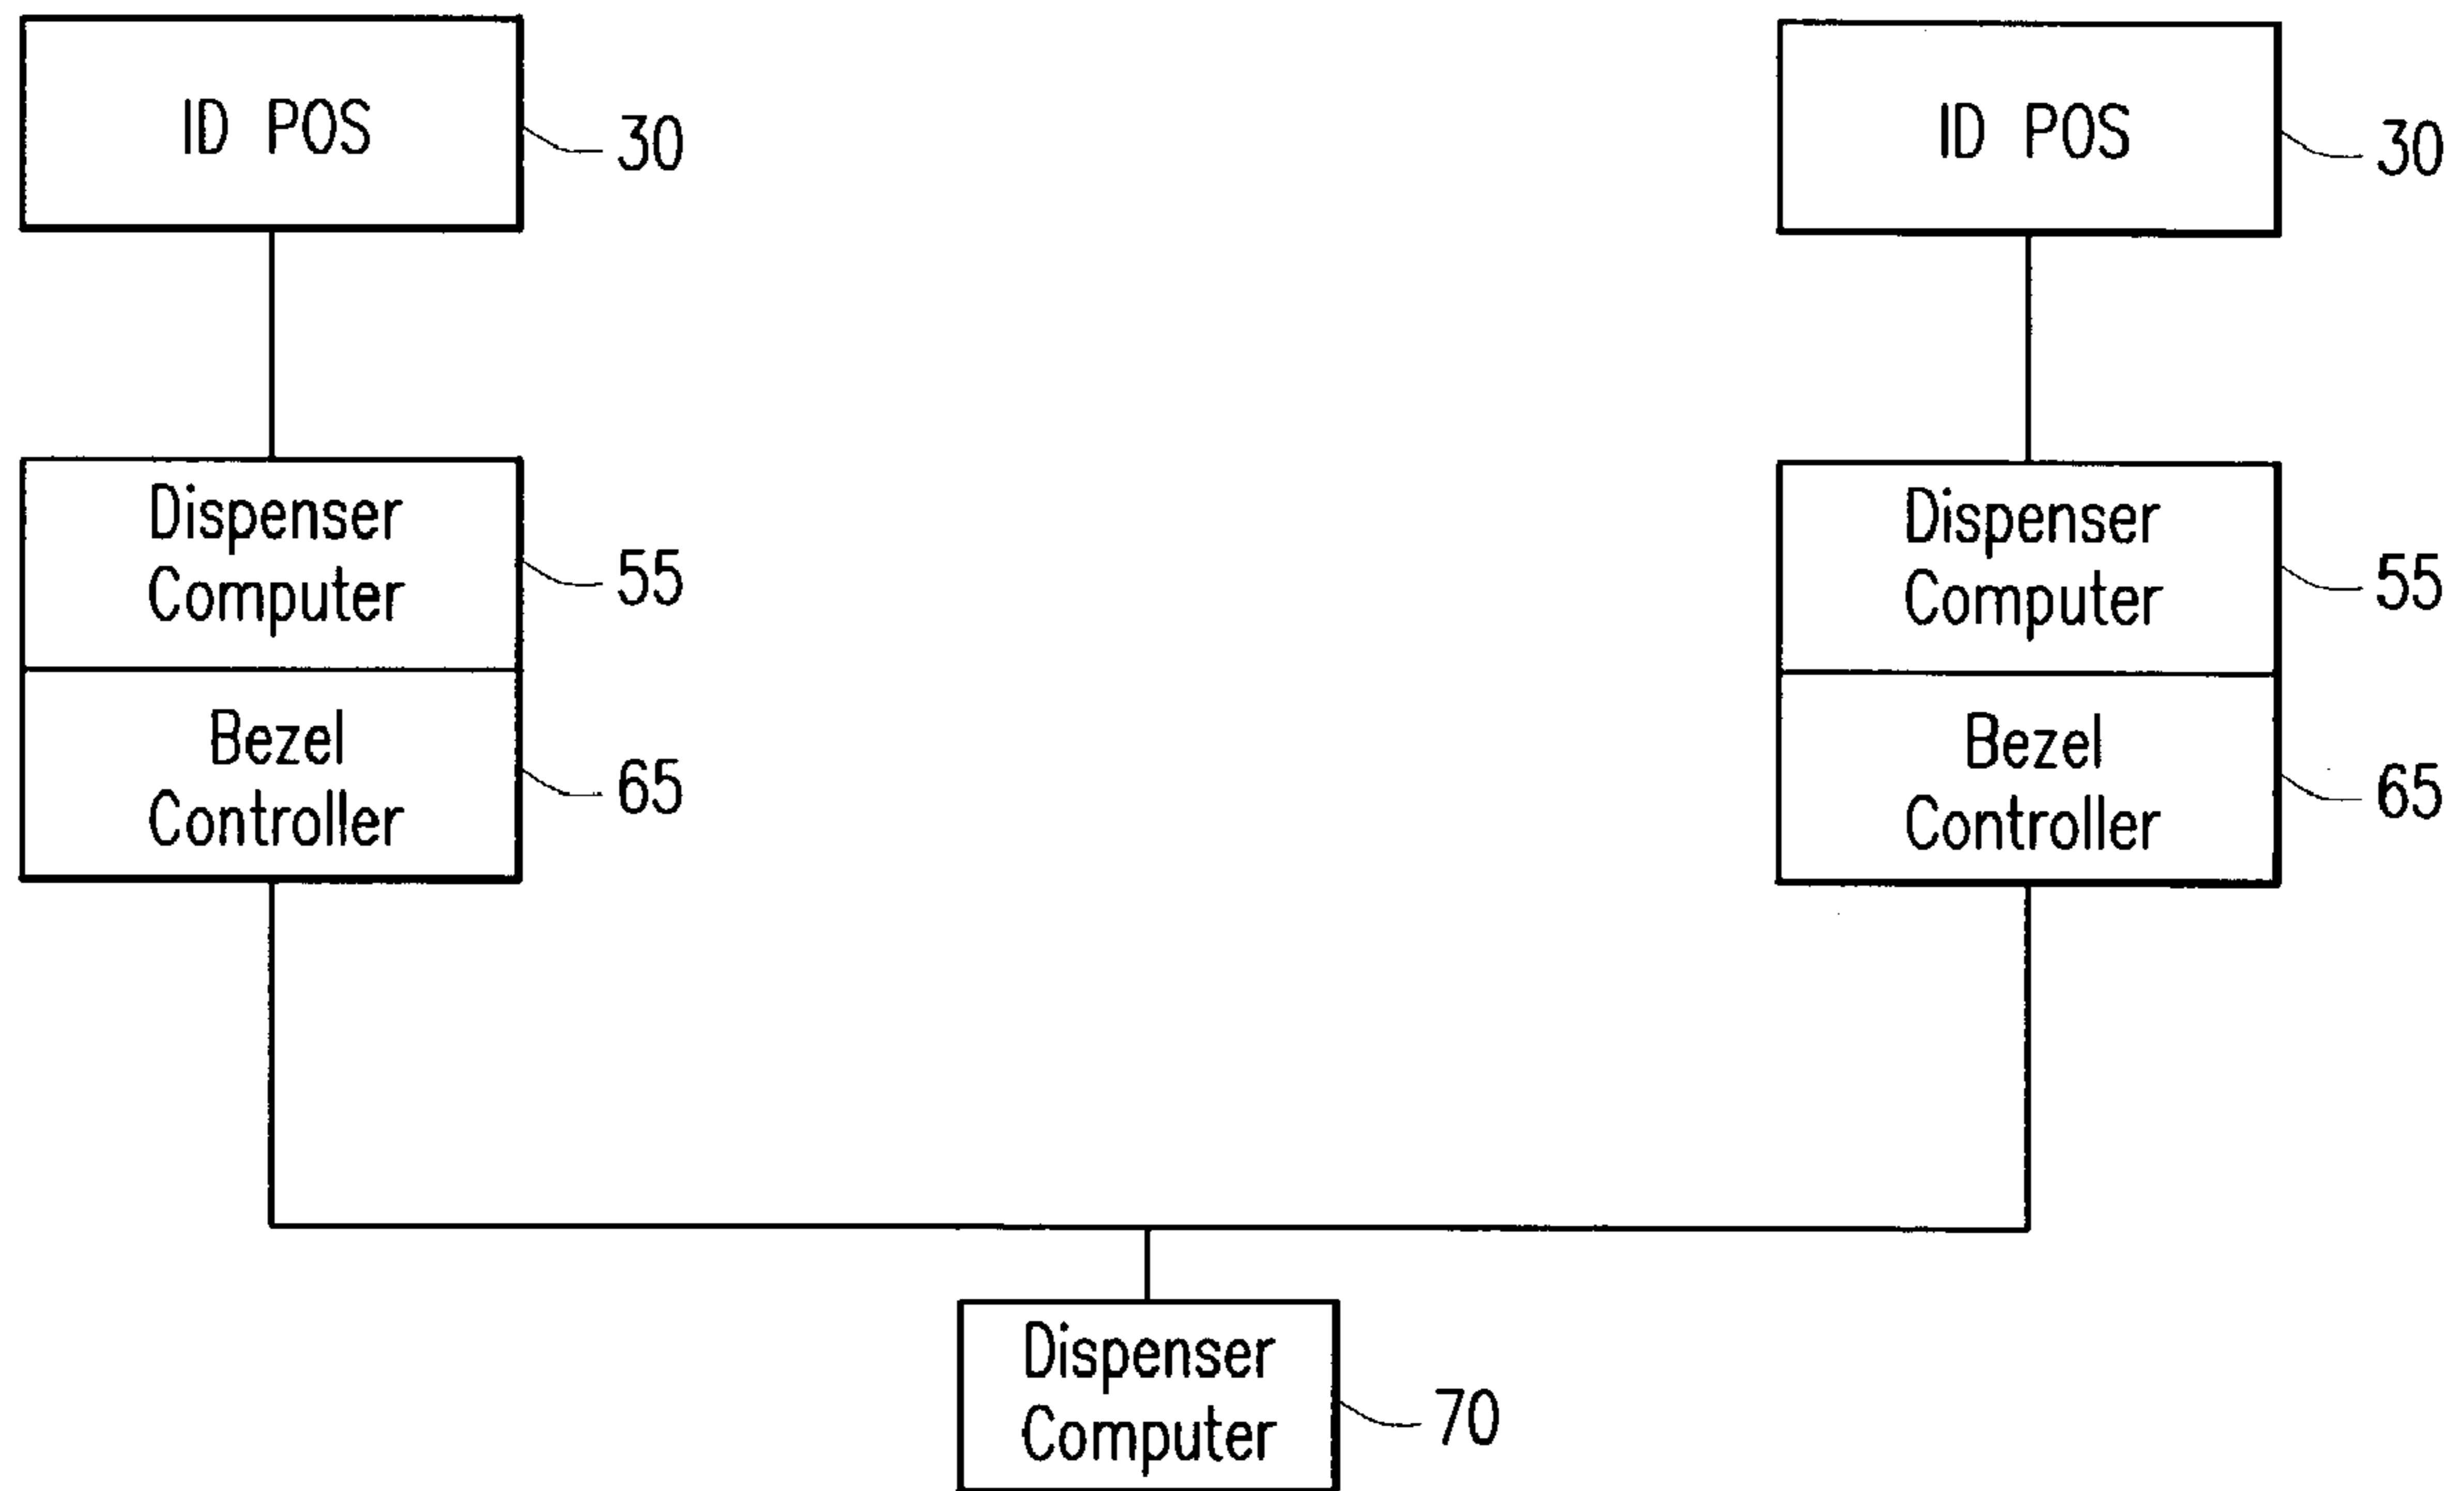 ID POS
30
ID POS
30
Dispenser
Computer
55
Dispenser
Computer
55
Bezel
Controller
65
Bezel
Controller
65
Dispenser
Computer
70